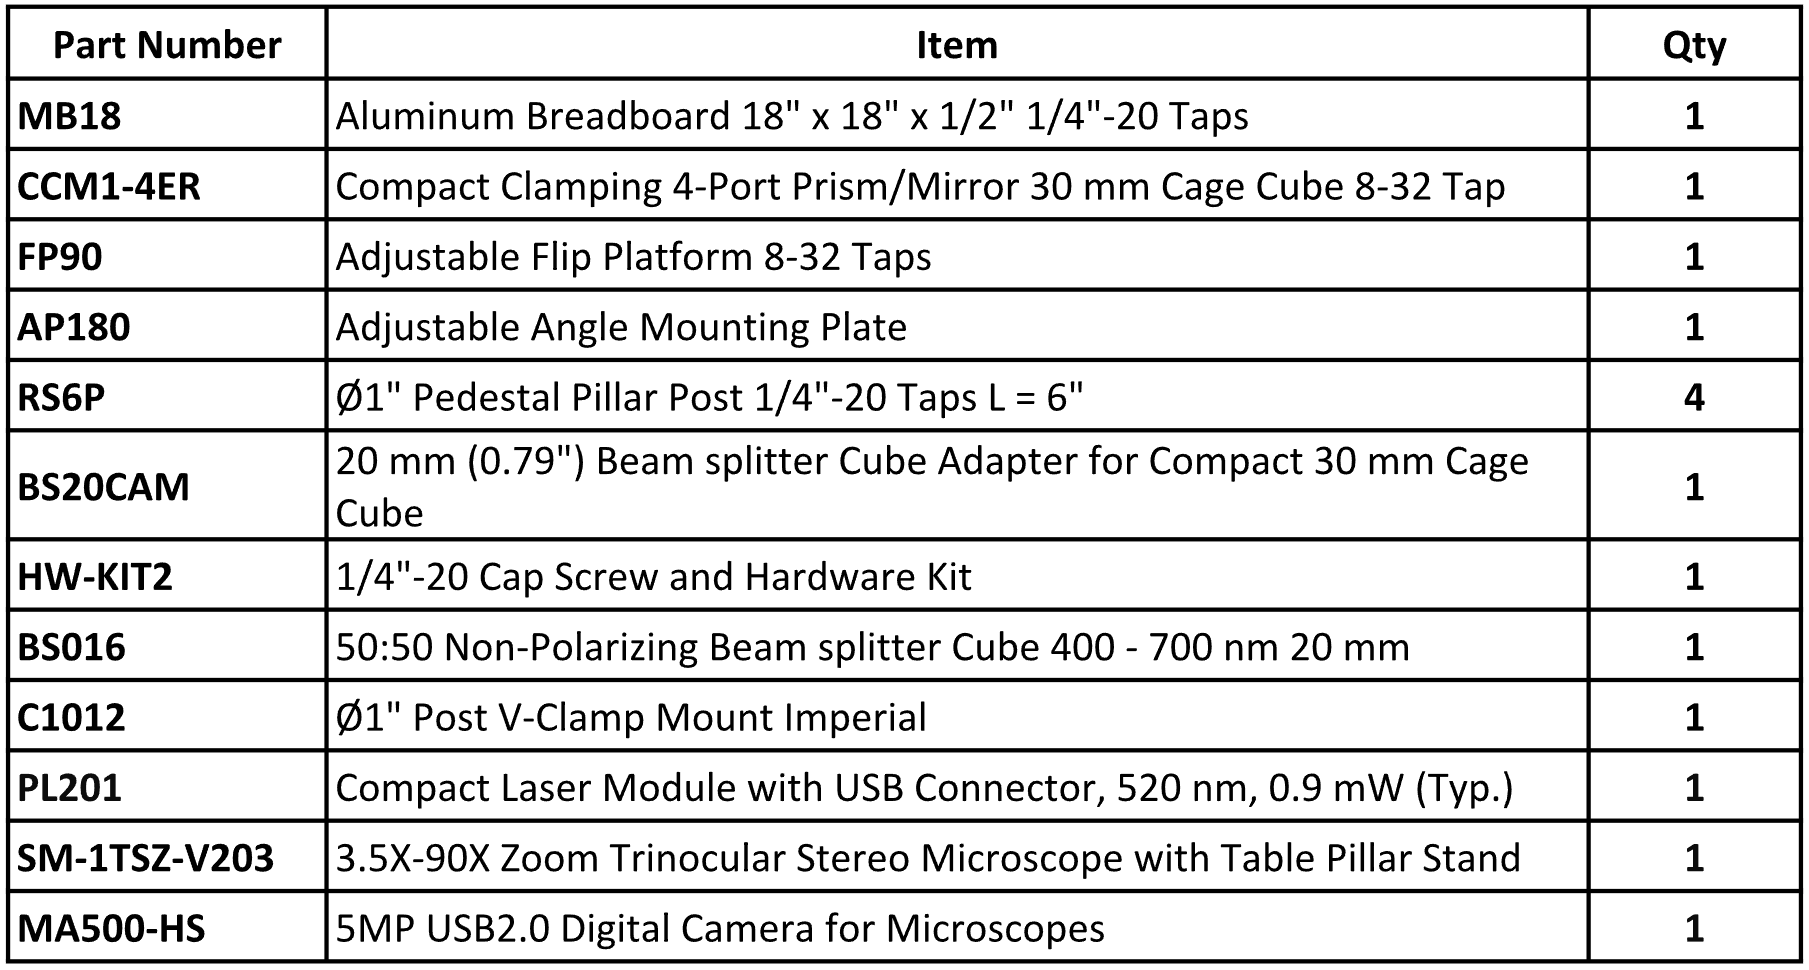 Part Number Item Qty
MB18 Aluminum Breadboard 18" x 18" x 1/2" 1/4"-20 Taps 1
CCM1-4ER Compact Clamping 4-Port Prism/Mirror 30 mm Cage Cube 8-32 Tap 1
FP90 Adjustable Flip Platform 8-32 Taps 1
AP180 Adjustable Angle Mounting Plate 1
RS6P Ø1" Pedestal Pillar Post 1/4"-20 Taps L = 6" 4
BS20CAM 20 mm (0.79") Beam splitter Cube Adapter for Compact 30 mm Cage
Cube 1
HW-KIT2 1/4"-20 Cap Screw and Hardware Kit 1
BS016 50:50 Non-Polarizing Beam splitter Cube 400 - 700 nm 20 mm 1
C1012 Ø1" Post V-Clamp Mount Imperial 1
PL201 Compact Laser Module with USB Connector, 520 nm, 0.9 mW (Typ.) 1
SM-1TSZ-V203 3.5X-90X Zoom Trinocular Stereo Microscope with Table Pillar Stand 1
MA500-HS 5MP USB2.0 Digital Camera for Microscopes 1